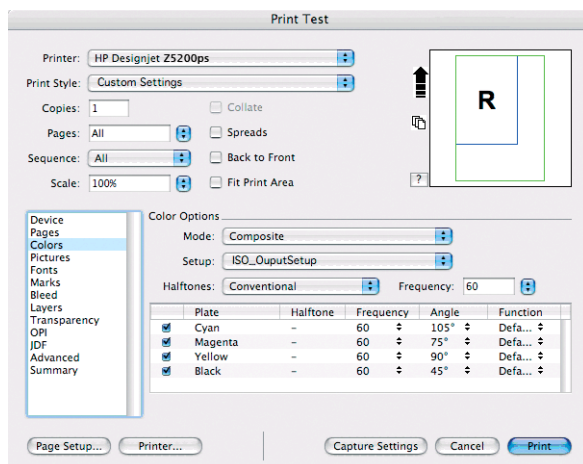 Print Test
Printer: HP Designjet Z5200ps
Print Style: Custom Settings
Copies: 1 Collate
Pages: All Spreads
Sequence: All Back to Front
Scale: 100% Fit Print Area
R
?
Device
Pages
Colors
Pictures
Fonts
Marks
Bleed
Layers
Transparency
OPI
JDF
Advanced
Summary
Color Options
Mode: Composite
Setup: ISO_OuputSetup
Halftones: Conventional Frequency: 60
Plate Halftone Frequency Angle Function
Cyan – 60 105° Defa...
Magenta – 60 75° Defa...
Yellow – 60 90° Defa...
Black – 60 45° Defa...
Page Setup... Printer... Capture Settings Cancel Print